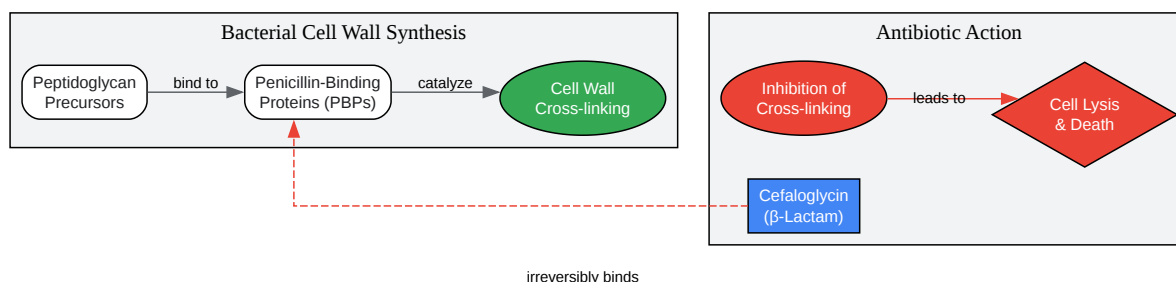 Bacterial Cell Wall Synthesis
Peptidoglycan
Precursors
bind to
Penicillin-Binding
Proteins (PBPs)
catalyze
Cell Wall
Cross-linking
Antibiotic Action
Inhibition of
Cross-linking
leads to
Cell Lysis
& Death
Cefaloglycin
(β-Lactam)
irreversibly binds